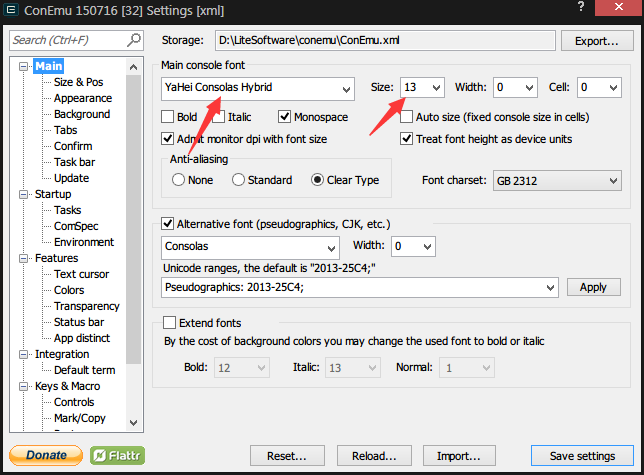 ConEmu 150716 [32] Settings [xml]
?
Search (Ctrl+F)
Storage: D:\LiteSoftware\conemu\ConEmu.xml Export...
Main
Size & Pos
Appearance
Background
Tabs
Confirm
Task bar
Update
Startup
Tasks
ComSpec
Environment
Features
Text cursor
Colors
Transparency
Status bar
App distinct
Integration
Default term
Keys & Macro
Controls
Mark/Copy
Main console font
YaHei Consolas Hybrid Size: 13 Width: 0 Cell: 0
Bold Italic Monospace Auto size (fixed console size in cells)
Admit monitor dpi with font size Treat font height as device units
Anti-aliasing
None Standard Clear Type Font charset: GB 2312
Alternative font (pseudographics, CJK, etc.)
Consolas Width: 0
Unicode ranges, the default is "2013-25C4;"
Pseudographics: 2013-25C4; Apply
Extend fonts
By the cost of background colors you may change the used font to bold or italic
Bold: 12 Italic: 13 Normal: 1
Donate Flattr Reset... Reload... Import... Save settings